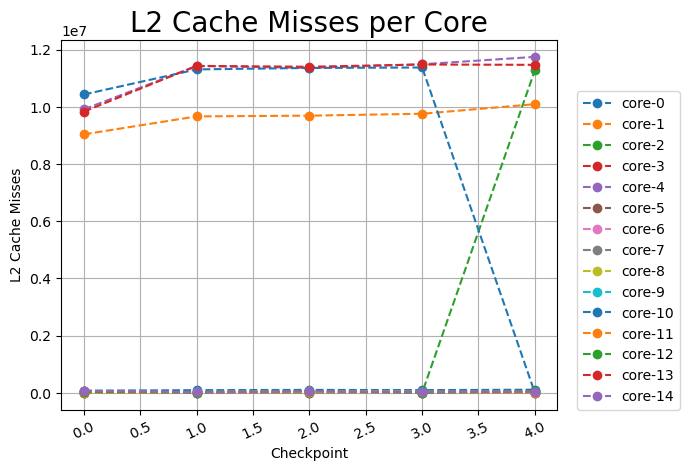 L2 Cache Misses per Core
1e7
1.2
1.0
0.8
0.6
0.4
0.2
0.0
L2 Cache Misses
0.0 0.5 1.0 1.5 2.0 2.5 3.0 3.5 4.0
Checkpoint
core-0
core-1
core-2
core-3
core-4
core-5
core-6
core-7
core-8
core-9
core-10
core-11
core-12
core-13
core-14